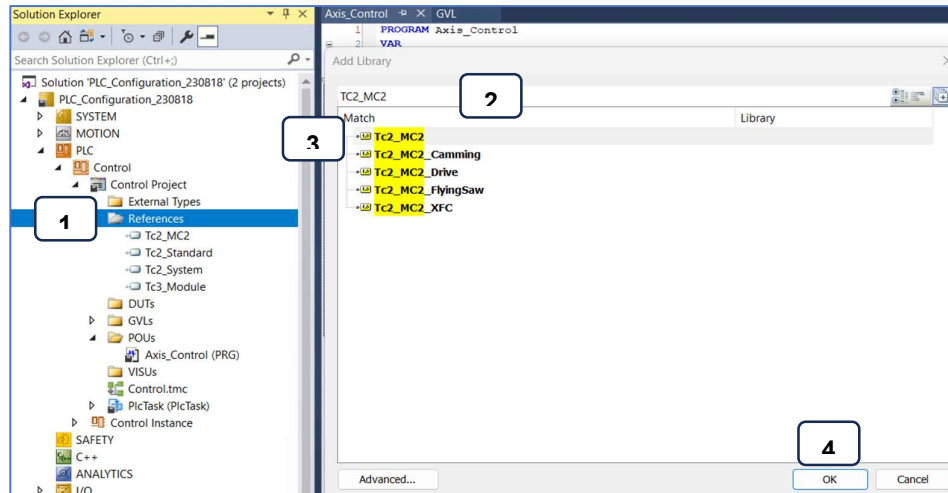 Solution Explorer
Search Solution Explorer (Ctrl+;)
Solution 'PLC_Configuration_230818' (2 projects)
PLC_Configuration_230818
SYSTEM
MOTION
PLC
Control
Control Project
External Types
1
References
Tc2_MC2
Tc2_Standard
Tc2_System
Tc3_Module
DUTs
GVLs
POUs
Axis_Control (PRG)
VISUs
Control.tmc
PlcTask (PlcTask)
Control Instance
SAFETY
C++
ANALYTICS
I/O
Axis_Control GVL
1 PROGRAM Axis_Control
2 VAR
Add Library
TC2_MC2
2
Match Library
3
Tc2_MC2
Tc2_MC2_Camming
Tc2_MC2_Drive
Tc2_MC2_FlyingSaw
Tc2_MC2_XFC
4
Advanced... OK Cancel